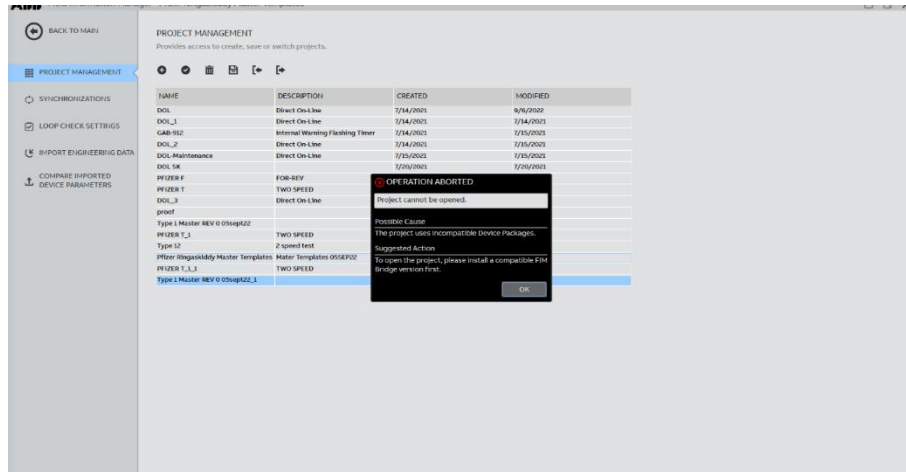 ABB Field Information Manager - Pfizer Ringaskiddy Master Templates
BACK TO MAIN
PROJECT MANAGEMENT
Provides access to create, save or switch projects.
PROJECT MANAGEMENT
SYNCHRONIZATIONS
LOOP CHECK SETTINGS
IMPORT ENGINEERING DATA
COMPARE IMPORTED
DEVICE PARAMETERS
NAME DESCRIPTION CREATED MODIFIED
DOL Direct On-Line 7/14/2021 9/6/2022
DOL_1 Direct On-Line 7/14/2021 7/14/2021
GAB-912 Internal Warning Flashing Timer 7/14/2021 7/15/2021
DOL_2 Direct On-Line 7/14/2021 7/15/2021
DOL-Maintenance Direct On-Line 7/15/2021 7/15/2021
DOL SK 7/20/2021 7/20/2021
PFIZER F FOR-REV
PFIZER T TWO SPEED
DOL_3 Direct On-Line
proof
Type 1 Master REV 0 05sept22
PFIZER T_1 TWO SPEED
Type 12 2 speed test
Pfizer Ringaskiddy Master Templates Mater Templates 05SEP22
PFIZER T_1_1 TWO SPEED
Type 1 Master REV 0 05sept22_1
OPERATION ABORTED
Project cannot be opened.
Possible Cause
The project uses incompatible Device Packages.
Suggested Action
To open the project, please install a compatible FIM
Bridge version first.
OK